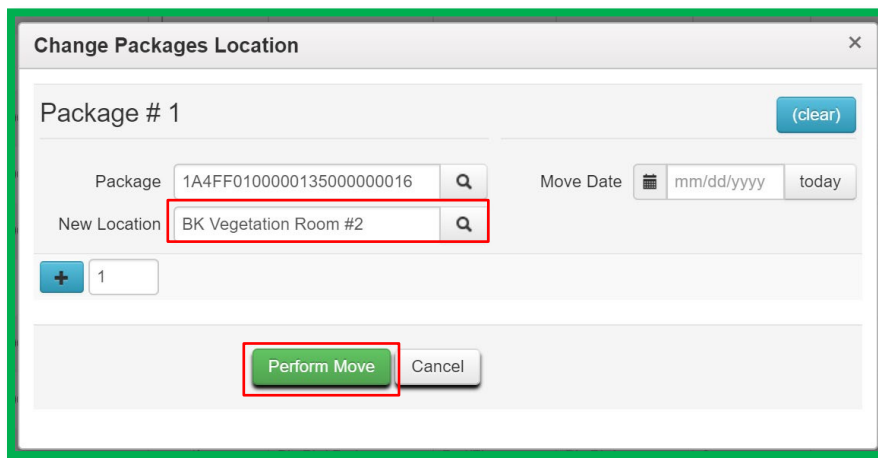 Change Packages Location ×
Package # 1 (clear)
Package 1A4FF0100000135000000016 Move Date mm/dd/yyyy today
New Location BK Vegetation Room #2
+ 1
Perform Move Cancel